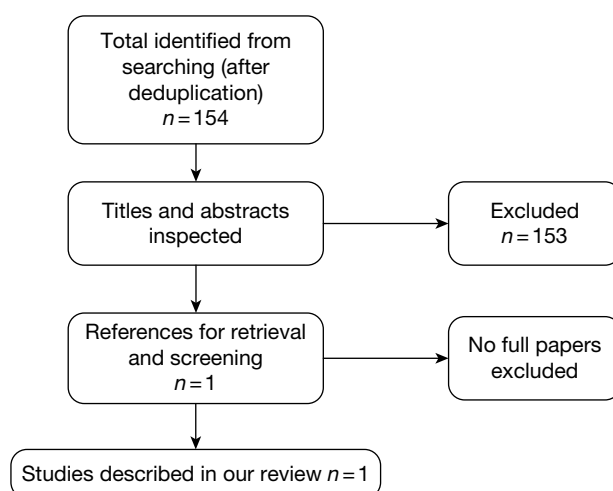 Total identified from
searching (after
deduplication)
n = 154
Titles and abstracts
inspected
Excluded
n = 153
References for retrieval
and screening
n = 1
No full papers
excluded
Studies described in our review n = 1